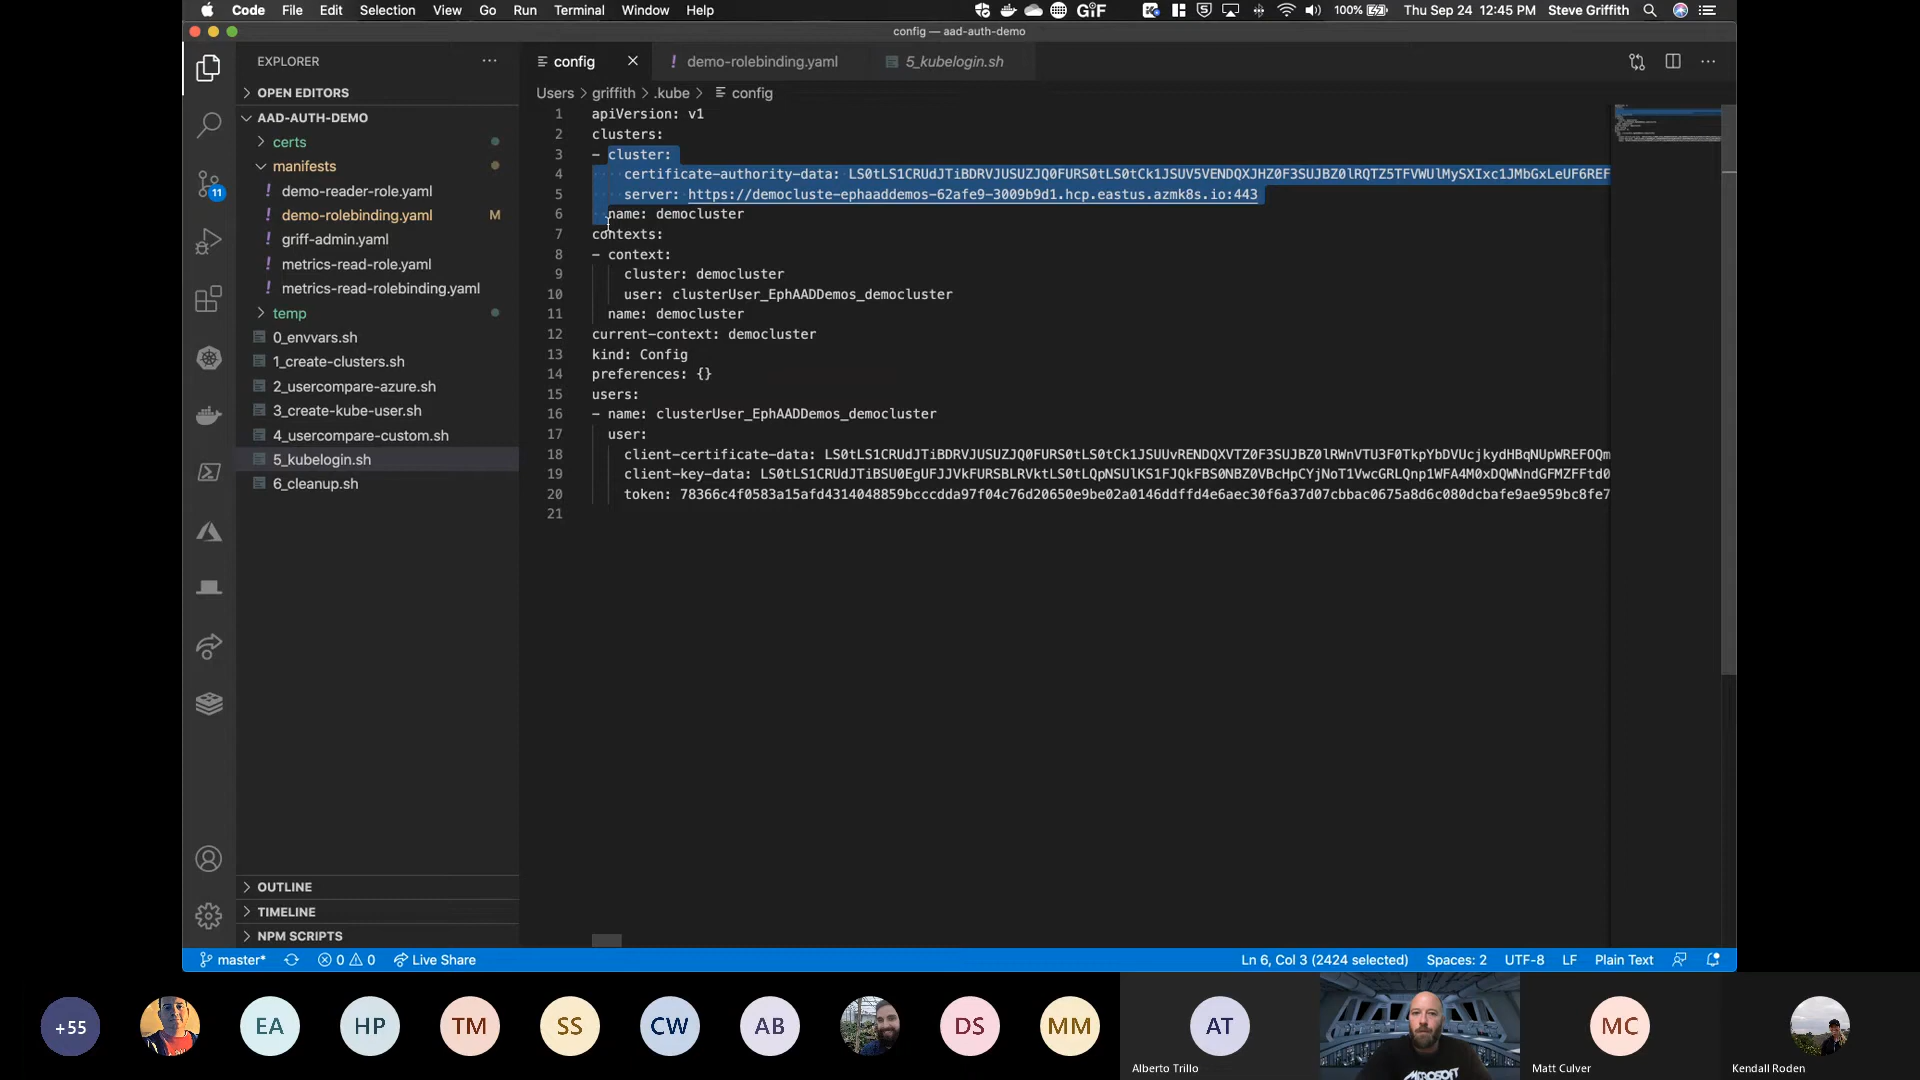 Code File Edit Selection View Go Run Terminal Window Help GIF 100% Thu Sep 24 12:45 PM Steve Griffith
config — aad-auth-demo
EXPLORER
config
demo-rolebinding.yaml
5_kubelogin.sh
Users > griffith > .kube > config
OPEN EDITORS
AAD-AUTH-DEMO
certs
manifests
demo-reader-role.yaml
demo-rolebinding.yaml M
griff-admin.yaml
metrics-read-role.yaml
metrics-read-rolebinding.yaml
temp
0_envvars.sh
1_create-clusters.sh
2_usercompare-azure.sh
3_create-kube-user.sh
4_usercompare-custom.sh
5_kubelogin.sh
6_cleanup.sh
11
OUTLINE
TIMELINE
NPM SCRIPTS
1 apiVersion: v1
2 clusters:
3 - cluster:
4 certificate-authority-data:
5 server: https://democluste-ephaaddemos-62afe9-3009b9d1.hcp.eastus.azmk8s.io:443
6 name: democluster
7 contexts:
8 - context:
9 cluster: democluster
10 user: clusterUser_EphAADDemos_democluster
11 name: democluster
12 current-context: democluster
13 kind: Config
14 preferences: {}
15 users:
16 - name: clusterUser_EphAADDemos_democluster
17 user:
18 client-certificate-data:
19 client-key-data:
20 token:
21
master* 0 0 Live Share Ln 6, Col 3 (2424 selected) Spaces: 2 UTF-8 LF Plain Text
+55 EA HP TM SS CW AB DS MM AT MC
MICROSOFT
Alberto Trillo
Matt Culver
Kendall Roden